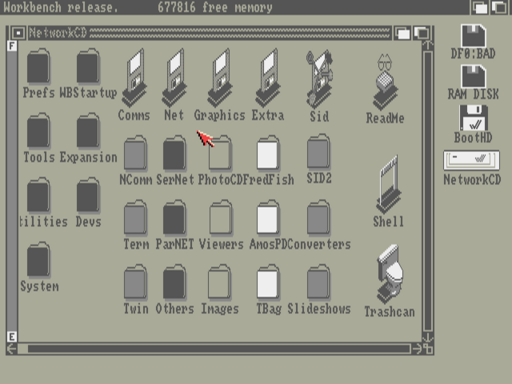 Workbench release.    677816 free memory
NetworkCD
F
Prefs WBStartup Comms Net Graphics Extra Sid ReadMe
Tools Expansion NComm SerNet PhotoCD FredFish SID2
tilities Devs Term ParNET Viewers AmosPD Converters Shell
System Twin Others Images TBag Slideshows Trashcan
E
DF0:BAD
RAM DISK
BootHD
NetworkCD